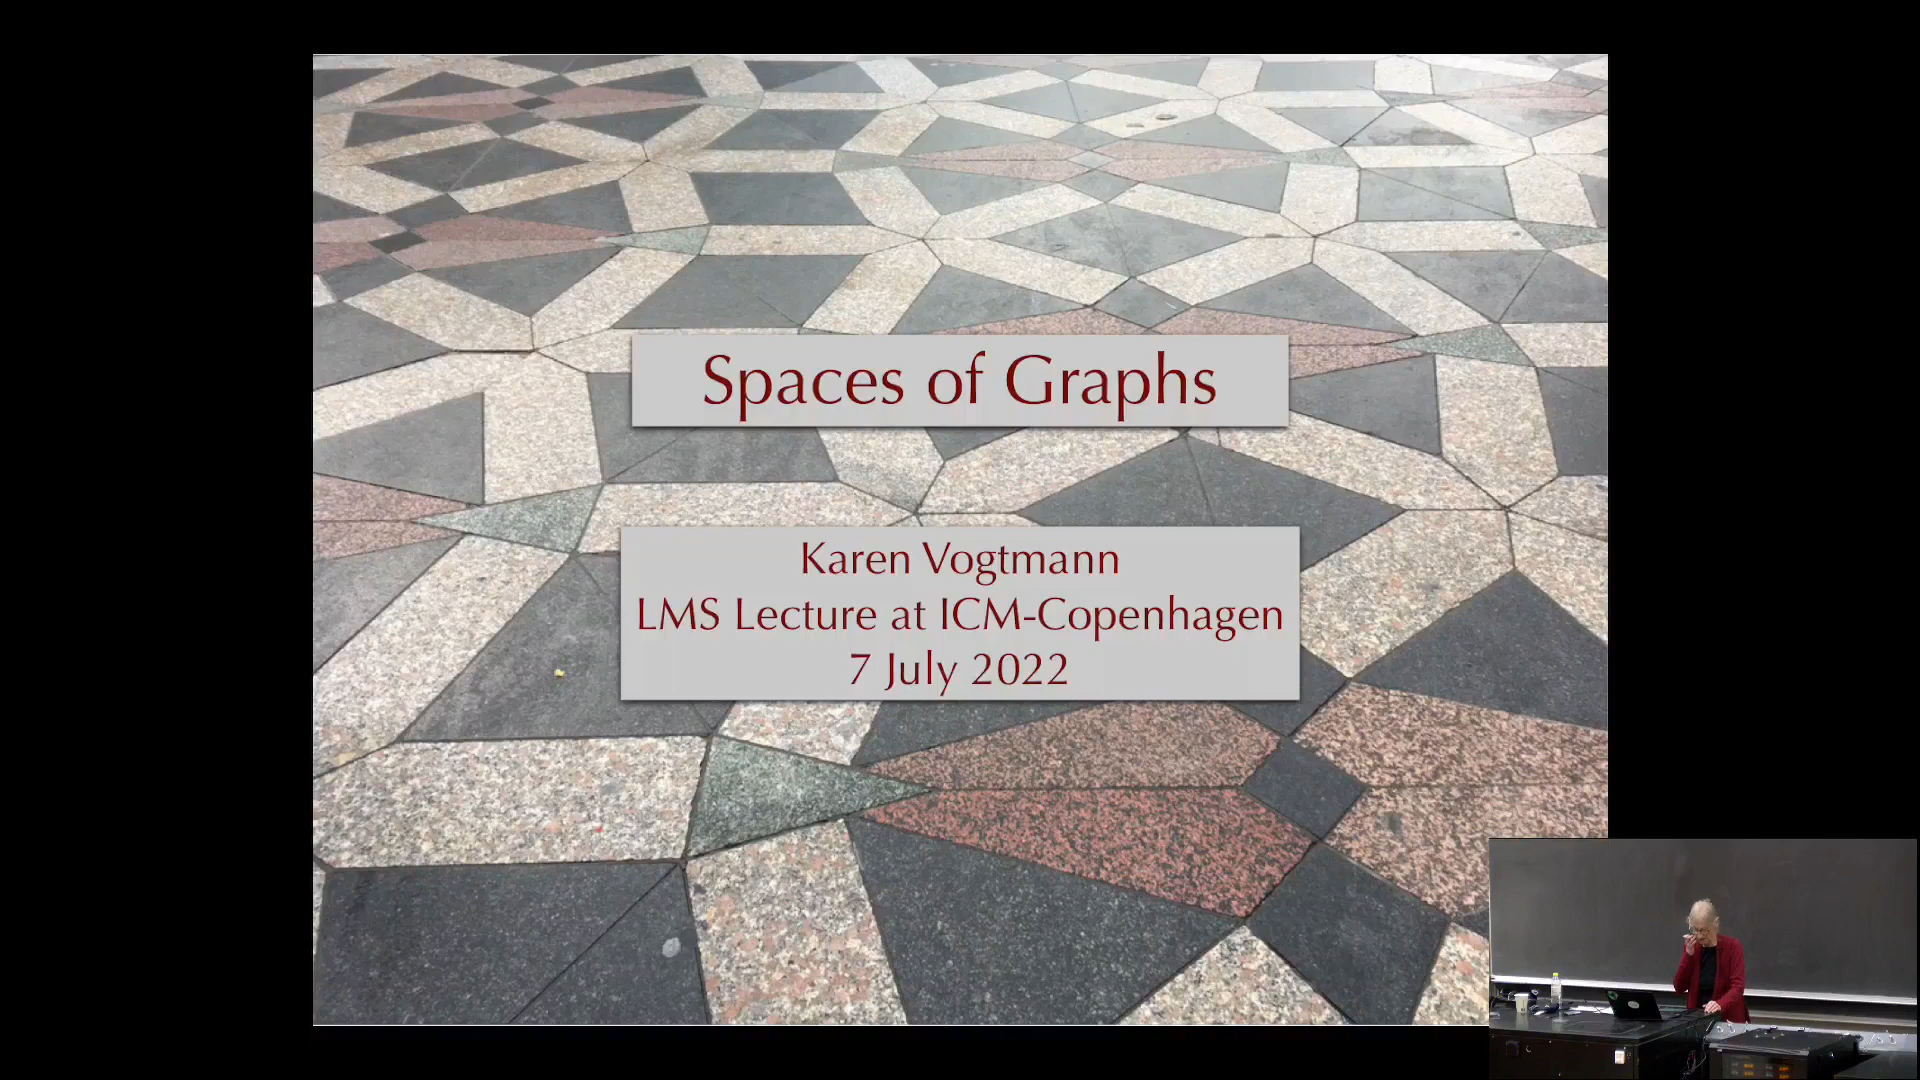 Spaces of Graphs
Karen Vogtmann
LMS Lecture at ICM-Copenhagen
7 July 2022